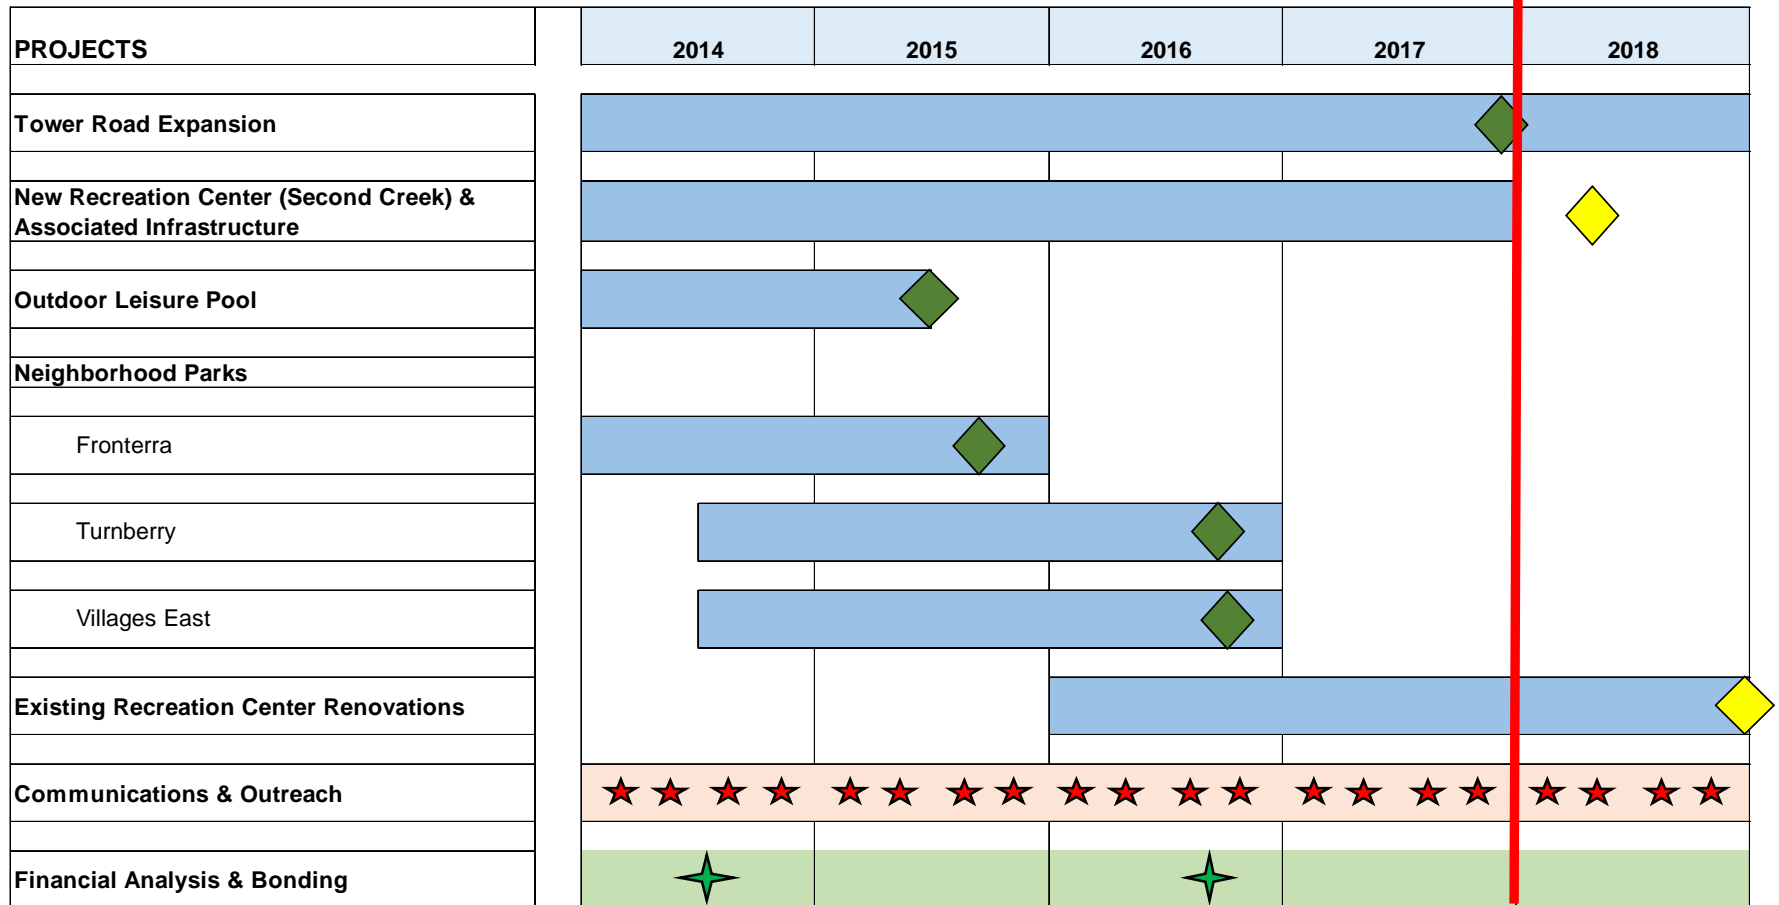 PROJECTS 2014 2015 2016 2017 2018
Tower Road Expansion
New Recreation Center (Second Creek) &
Associated Infrastructure
Outdoor Leisure Pool
Neighborhood Parks
Fronterra
Turnberry
Villages East
Existing Recreation Center Renovations
Communications & Outreach
Financial Analysis & Bonding